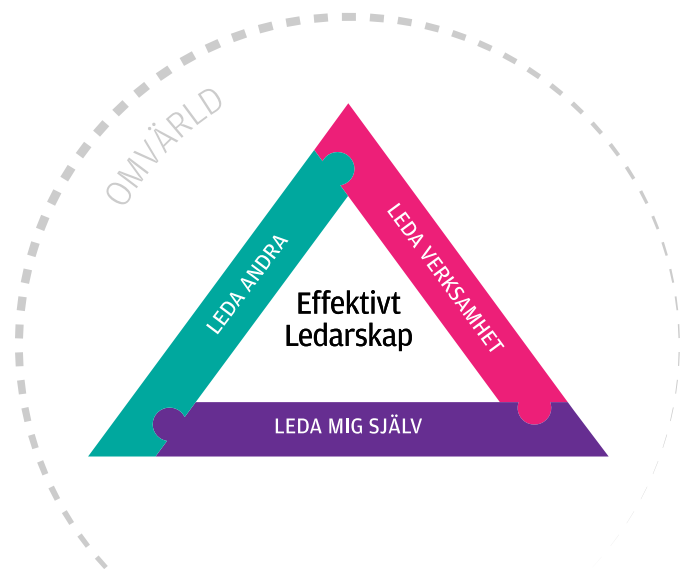 OMVÄRLD
LEDA ANDRA
LEDA VERKSAMHET
Effektivt
Ledarskap
LEDA MIG SJÄLV